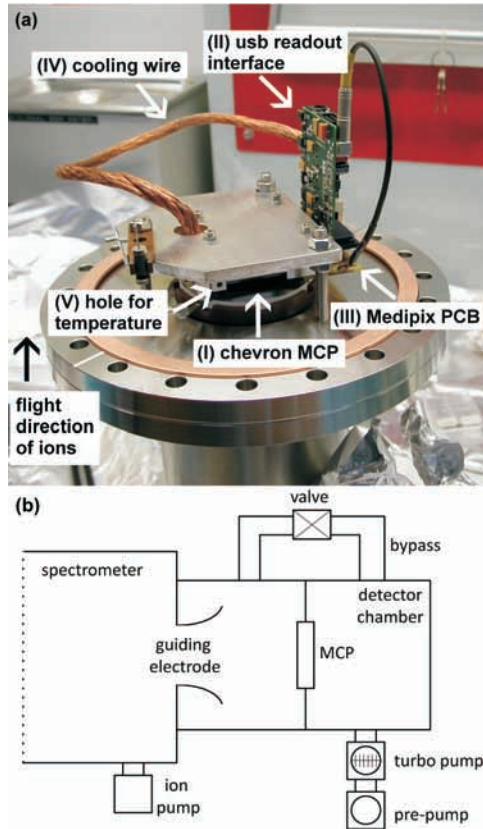 (a)
(II) usb readout
interface
(IV) cooling wire
(V) hole for
temperature
(III) Medipix PCB
(I) chevron MCP
flight
direction
of ions
(b)
valve
bypass
spectrometer
detector
chamber
guiding
electrode
MCP
turbo pump
ion
pump
pre-pump